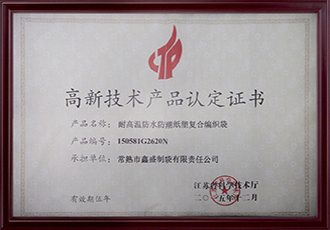 高新技术产品认定证书
产品名称：耐高温防水防潮纸塑复合编织袋
产品编号：150581G2620N
承担单位：常熟市鑫盛制袋有限责任公司
江苏省科学技术厅
有效期伍年
二〇一五年十二月